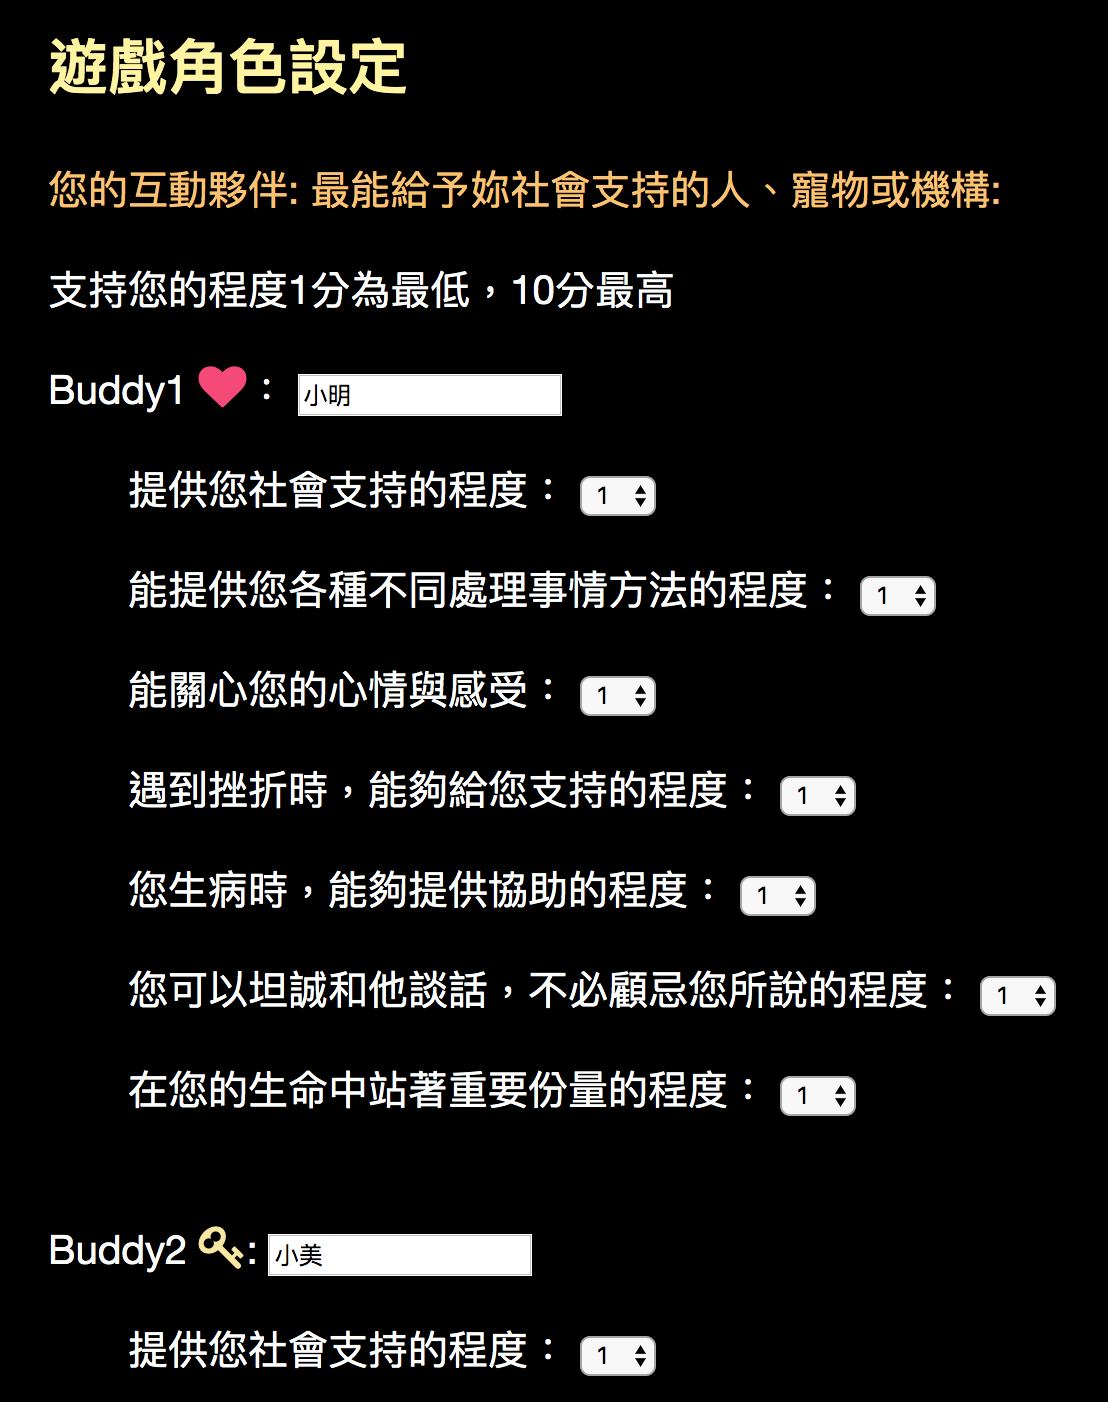 遊戲角色設定
您的互動夥伴: 最能給予妳社會支持的人、寵物或機構:
支持您的程度1分為最低，10分最高
Buddy1 ： 小明
提供您社會支持的程度： 1
能提供您各種不同處理事情方法的程度： 1
能關心您的心情與感受： 1
遇到挫折時，能夠給您支持的程度： 1
您生病時，能夠提供協助的程度： 1
您可以坦誠和他談話，不必顧忌您所說的程度： 1
在您的生命中站著重要份量的程度： 1
Buddy2 : 小美
提供您社會支持的程度： 1